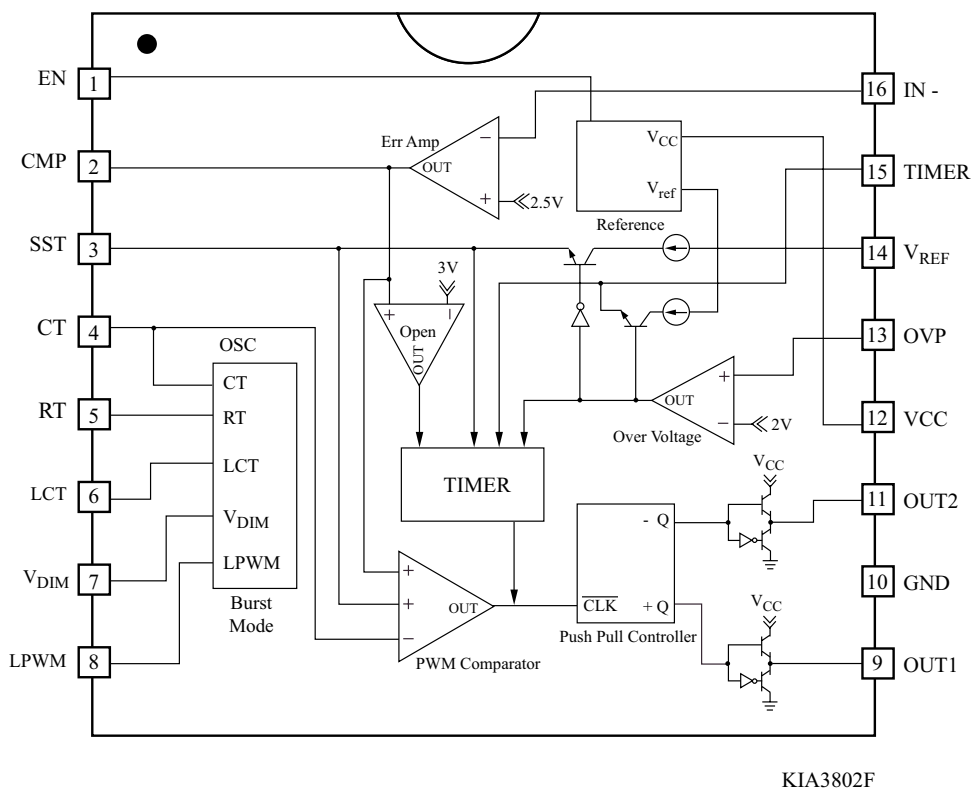 EN
1
CMP
2
SST
3
CT
4
RT
5
LCT
6
VDIM
7
LPWM
8
OSC
CT
RT
LCT
VDIM
LPWM
Burst
Mode
Err Amp
−
OUT
+
2.5V
3V
+
−
Open
OUT
TIMER
+
+
−
OUT
PWM Comparator
VCC
Vref
Reference
+
OUT
−
2V
Over Voltage
- Q
CLK
+ Q
Push Pull Controller
VCC
VCC
16
IN -
15
TIMER
14
VREF
13
OVP
12
VCC
11
OUT2
10
GND
9
OUT1
KIA3802F